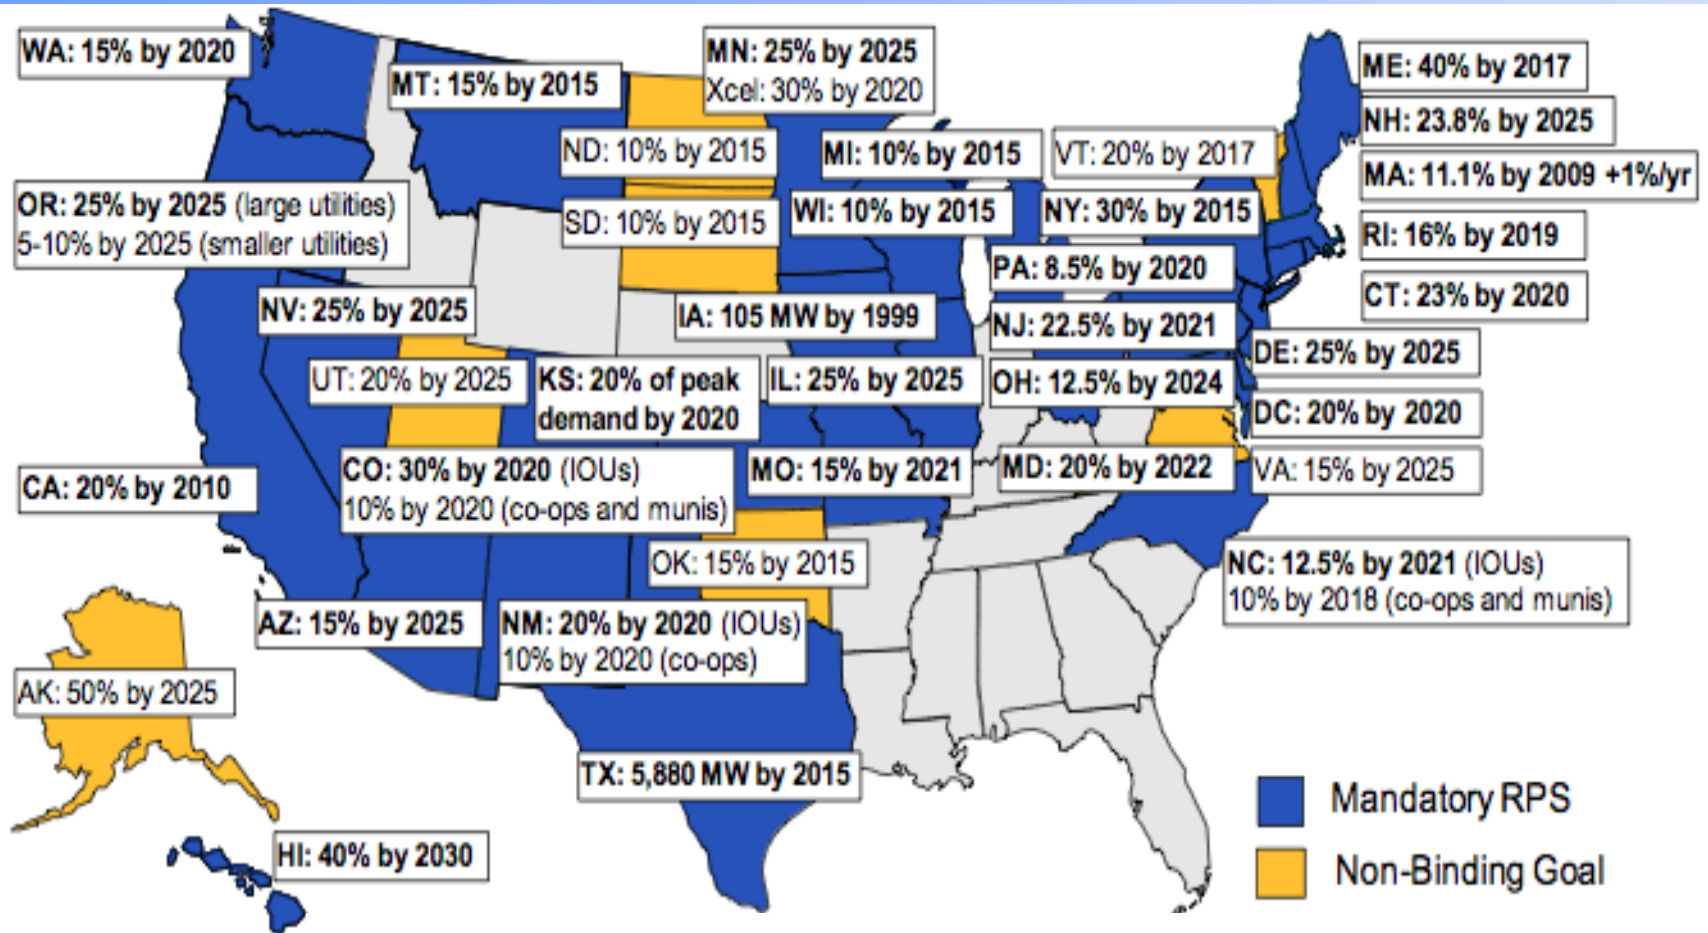 WA: 15% by 2020
MT: 15% by 2015
MN: 25% by 2025
Xcel: 30% by 2020
ME: 40% by 2017
NH: 23.8% by 2025
ND: 10% by 2015
MI: 10% by 2015
VT: 20% by 2017
MA: 11.1% by 2009 +1%/yr
OR: 25% by 2025 (large utilities)
5-10% by 2025 (smaller utilities)
SD: 10% by 2015
WI: 10% by 2015
NY: 30% by 2015
RI: 16% by 2019
PA: 8.5% by 2020
CT: 23% by 2020
NV: 25% by 2025
IA: 105 MW by 1999
NJ: 22.5% by 2021
DE: 25% by 2025
UT: 20% by 2025
KS: 20% of peak
demand by 2020
IL: 25% by 2025
OH: 12.5% by 2024
DC: 20% by 2020
CA: 20% by 2010
CO: 30% by 2020 (IOUs)
10% by 2020 (co-ops and munis)
MO: 15% by 2021
MD: 20% by 2022
VA: 15% by 2025
OK: 15% by 2015
NC: 12.5% by 2021 (IOUs)
10% by 2018 (co-ops and munis)
AZ: 15% by 2025
NM: 20% by 2020 (IOUs)
10% by 2020 (co-ops)
AK: 50% by 2025
TX: 5,880 MW by 2015
HI: 40% by 2030
Mandatory RPS
Non-Binding Goal